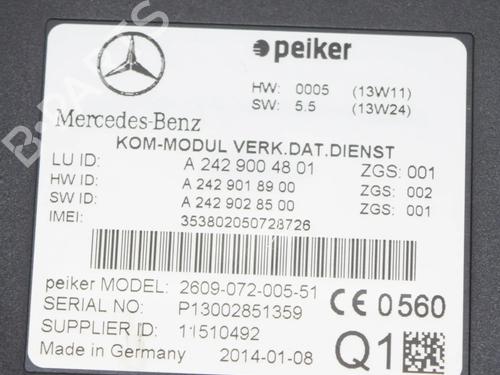 peiker
HW: 0005 (13W11)
SW: 5.5 (13W24)
Mercedes-Benz
KOM-MODUL VERK.DAT.DIENST
LU ID: A 242 900 48 01 ZGS: 001
HW ID: A 242 901 89 00 ZGS: 002
SW ID: A 242 902 85 00 ZGS: 001
IMEI: 353802050728726
peiker MODEL: 2609-072-005-51
SERIAL NO: P13002851359
CE 0560
SUPPLIER ID: 11510492
Made in Germany 2014-01-08 Q1